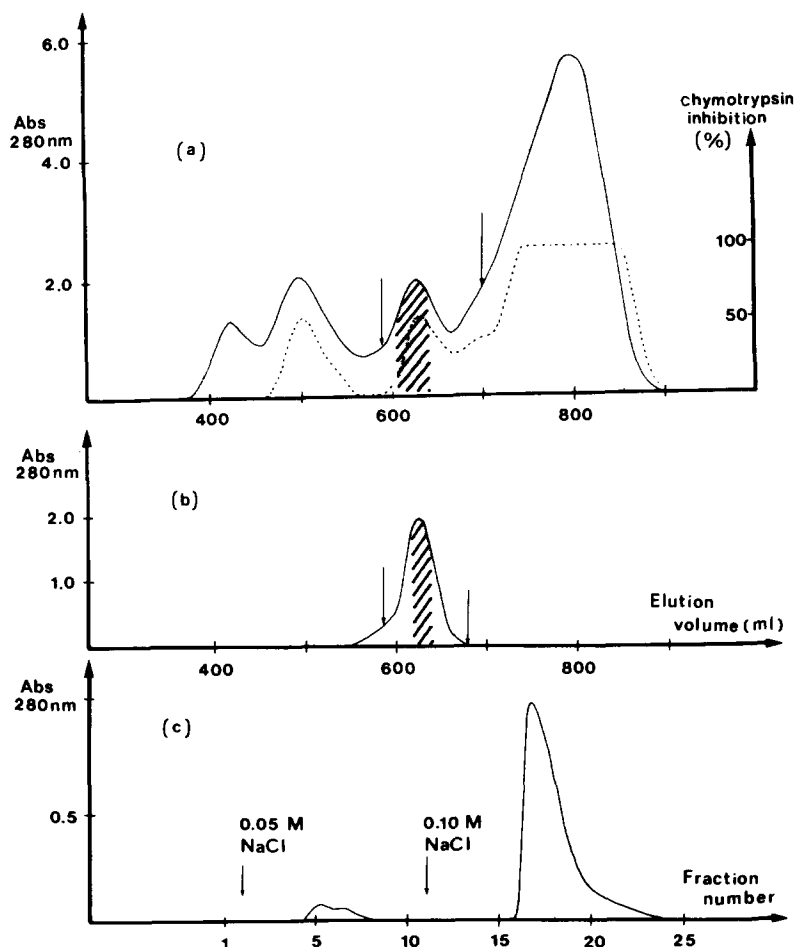 6.0
Abs
280 nm
(a)
chymotrypsin
inhibition
(%)
4.0
100
2.0
50
400
600
800
Abs
280nm
(b)
2.0
1.0
Elution
volume (ml)
400
600
800
Abs
280nm
(c)
0.5
0.05 M
NaCl
0.10 M
NaCl
Fraction
number
1
5
10
15
20
25